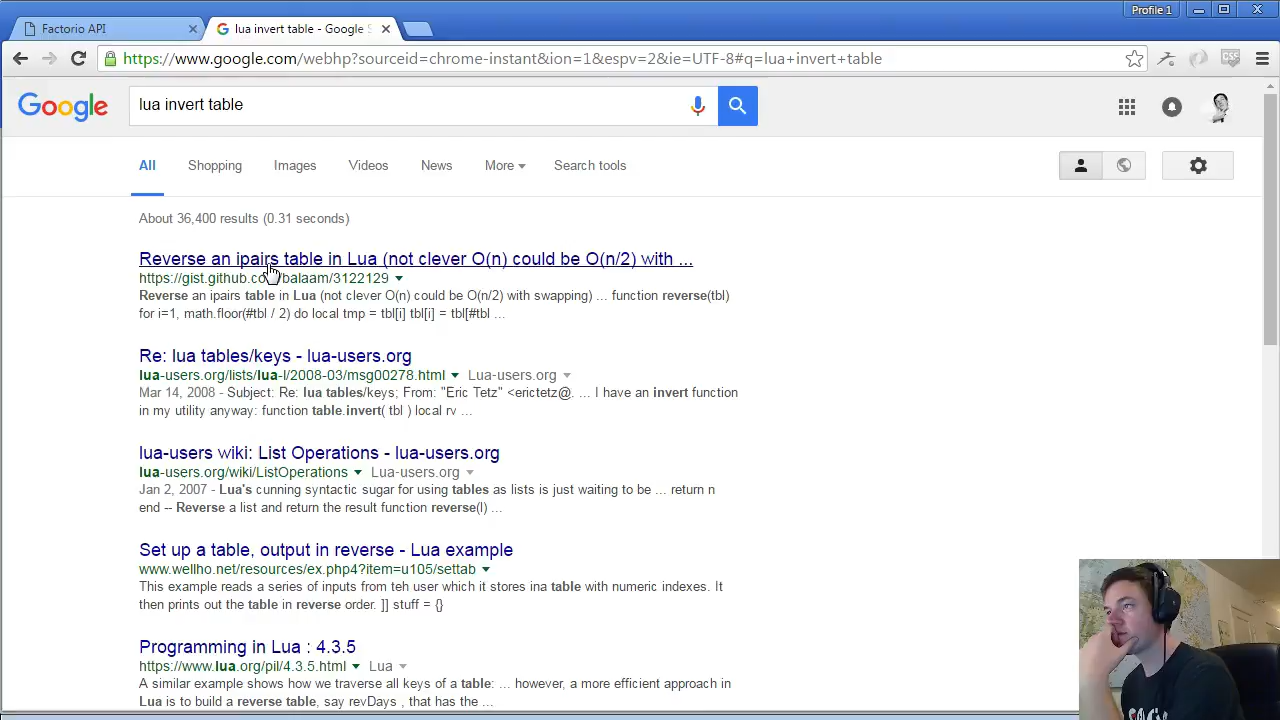 Profile 1
Factorio API
lua invert table - Google S
https://www.google.com/webhp?sourceid=chrome-instant&ion=1&espv=2&ie=UTF-8#q=lua+invert+table
Google
lua invert table
All Shopping Images Videos News More Search tools
About 36,400 results (0.31 seconds)
Reverse an ipairs table in Lua (not clever O(n) could be O(n/2) with ...
https://gist.github.co /balaam/3122129
Reverse an ipairs table in Lua (not clever O(n) could be O(n/2) with swapping) ... function reverse(tbl)
for i=1, math.floor(#tbl / 2) do local tmp = tbl[i] tbl[i] = tbl[#tbl ...
Re: lua tables/keys - lua-users.org
lua-users.org/lists/lua-l/2008-03/msg00278.html Lua-users.org
Mar 14, 2008 - Subject: Re: lua tables/keys; From: "Eric Tetz" <erictetz@. ... I have an invert function
in my utility anyway: function table.invert( tbl ) local rv ...
lua-users wiki: List Operations - lua-users.org
lua-users.org/wiki/ListOperations Lua-users.org
Jan 2, 2007 - Lua's cunning syntactic sugar for using tables as lists is just waiting to be ... return n
end -- Reverse a list and return the result function reverse(l) ...
Set up a table, output in reverse - Lua example
www.wellho.net/resources/ex.php4?item=u105/settab
This example reads a series of inputs from teh user which it stores ina table with numeric indexes. It
then prints out the table in reverse order. ]] stuff = {}
Programming in Lua : 4.3.5
https://www.lua.org/pil/4.3.5.html Lua
A similar example shows how we traverse all keys of a table: ... however, a more efficient approach in
Lua is to build a reverse table, say revDays , that has the ...